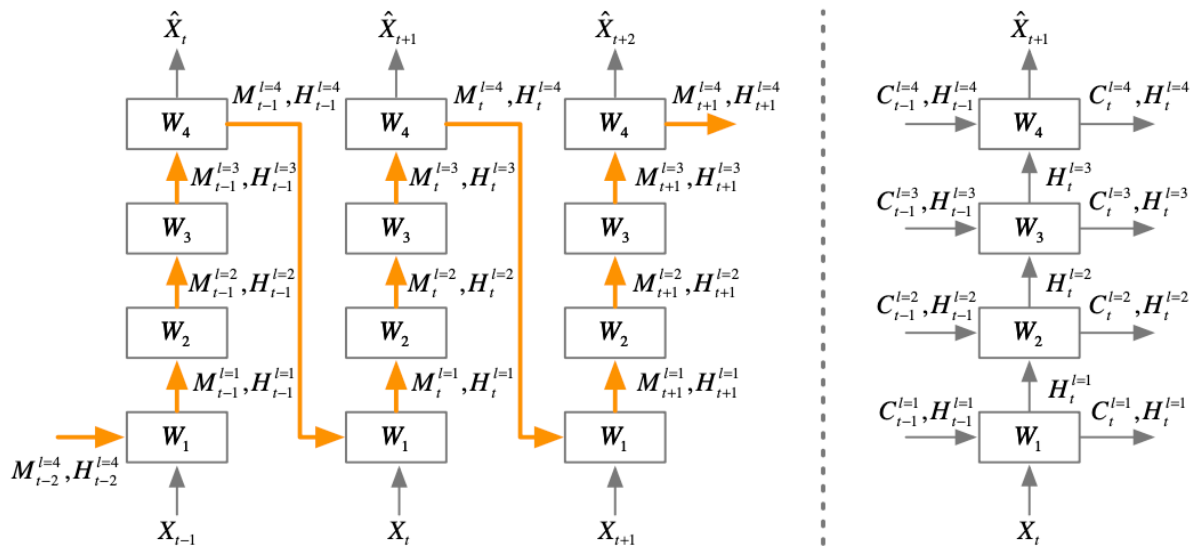 X̂_t X̂_{t+1} X̂_{t+2} X̂_{t+1}
M_{t-1}^{l=4}, H_{t-1}^{l=4} M_t^{l=4}, H_t^{l=4} M_{t+1}^{l=4}, H_{t+1}^{l=4} C_{t-1}^{l=4}, H_{t-1}^{l=4} C_t^{l=4}, H_t^{l=4}
W_4 W_4 W_4 W_4
M_{t-1}^{l=3}, H_{t-1}^{l=3} M_t^{l=3}, H_t^{l=3} M_{t+1}^{l=3}, H_{t+1}^{l=3} H_t^{l=3}
C_{t-1}^{l=3}, H_{t-1}^{l=3} C_t^{l=3}, H_t^{l=3}
W_3 W_3 W_3 W_3
M_{t-1}^{l=2}, H_{t-1}^{l=2} M_t^{l=2}, H_t^{l=2} M_{t+1}^{l=2}, H_{t+1}^{l=2} H_t^{l=2}
C_{t-1}^{l=2}, H_{t-1}^{l=2} C_t^{l=2}, H_t^{l=2}
W_2 W_2 W_2 W_2
M_{t-1}^{l=1}, H_{t-1}^{l=1} M_t^{l=1}, H_t^{l=1} M_{t+1}^{l=1}, H_{t+1}^{l=1} H_t^{l=1}
C_{t-1}^{l=1}, H_{t-1}^{l=1} C_t^{l=1}, H_t^{l=1}
W_1 W_1 W_1 W_1
M_{t-2}^{l=4}, H_{t-2}^{l=4}
X_{t-1} X_t X_{t+1} X_t